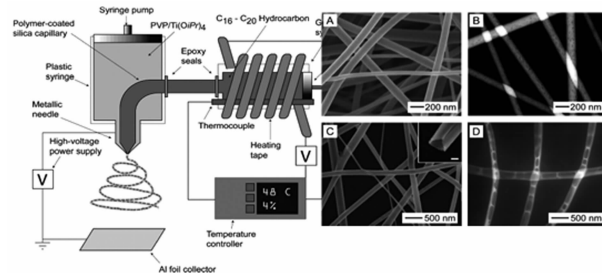 Syringe pump
Polymer-coated
silica capillary
PVP/Ti(OiPr)4
C16 - C20 Hydrocarbon
Plastic
syringe
Epoxy
seals
Metallic
needle
Thermocouple
Heating
tape
High-voltage
power supply
V
V
48 C
4%
Temperature
controller
Al foil collector
A
200 nm
B
200 nm
C
500 nm
D
500 nm